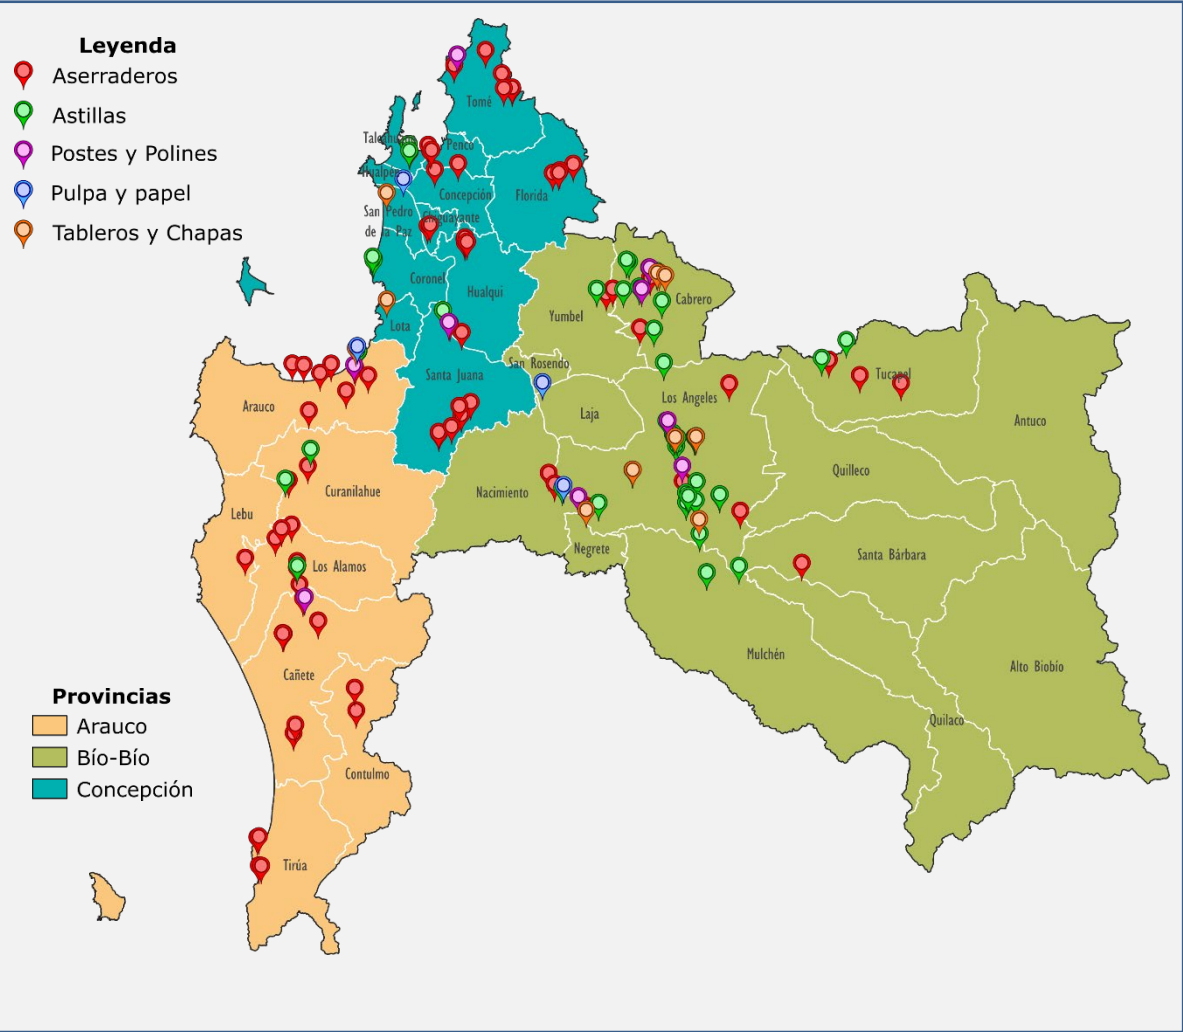 Leyenda
Aserraderos
Astillas
Postes y Polines
Pulpa y papel
Tableros y Chapas
Tomé
Penco
Hualpén
Concepción
Florida
San Pedro
de la Paz
Chiguayante
Coronel
Hualqui
Lota
Santa Juana
Yumbel
Cabrero
San Rosendo
Laja
Los Angeles
Tucapel
Antuco
Quilleco
Arauco
Curanilahue
Lebu
Los Alamos
Nacimiento
Negrete
Santa Bárbara
Cañete
Mulchén
Alto Biobío
Quilaco
Contulmo
Tirúa
Provincias
Arauco
Bío-Bío
Concepción